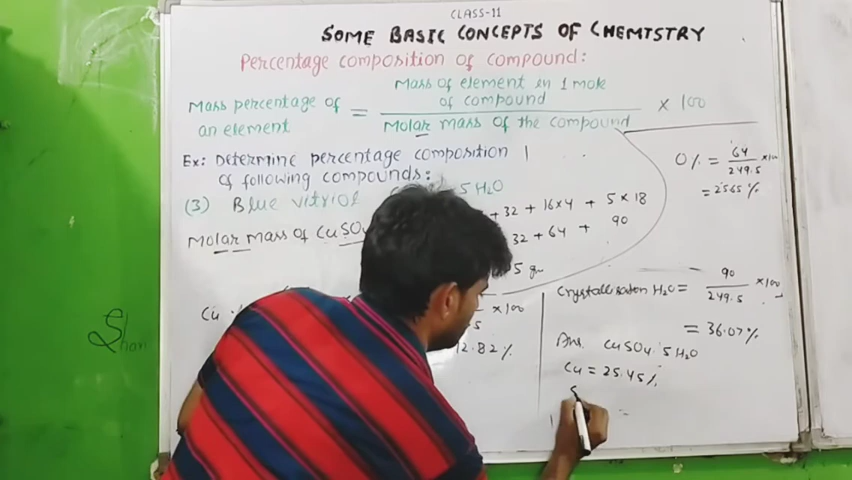 CLASS-11
SOME BASIC CONCEPTS OF CHEMTSTRY
Percentage composition of compound:
Mass percentage of an element = Mass of element in 1 mole of compound / Molar mass of the compound × 100
Ex: Determine percentage composition
of following compounds:
(3) Blue vitriol 5H₂O
Molar mass of CuSO₄
+ 32 + 16×4 + 5×18
32 + 64 + 90
5 gm
Cu
× 100
5
12.82%
O% = 64 / 249.5 × 100
= 25.65%
H₂O = 90 / 249.5 × 100
= 36.07%
Ans. CuSO₄. 5H₂O
Cu = 25.45%
S
Shan